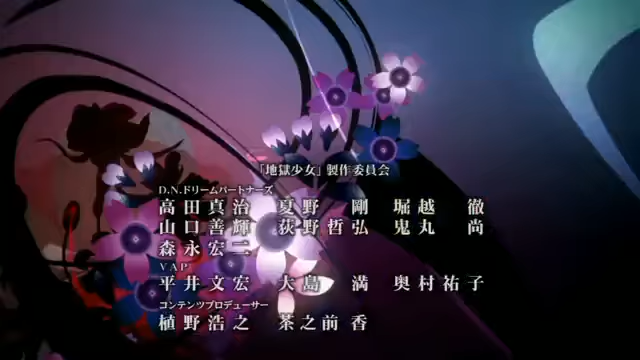 「地獄少女」製作委員会
D.N.ドリームパートナーズ
高田真治 夏野 剛 堀越 徹
山口善輝 荻野哲弘 鬼丸 尚
森永宏二
VAP
平井文宏 大島 満 奥村祐子
コンテンツプロデューサー
植野浩之 茶之前 香